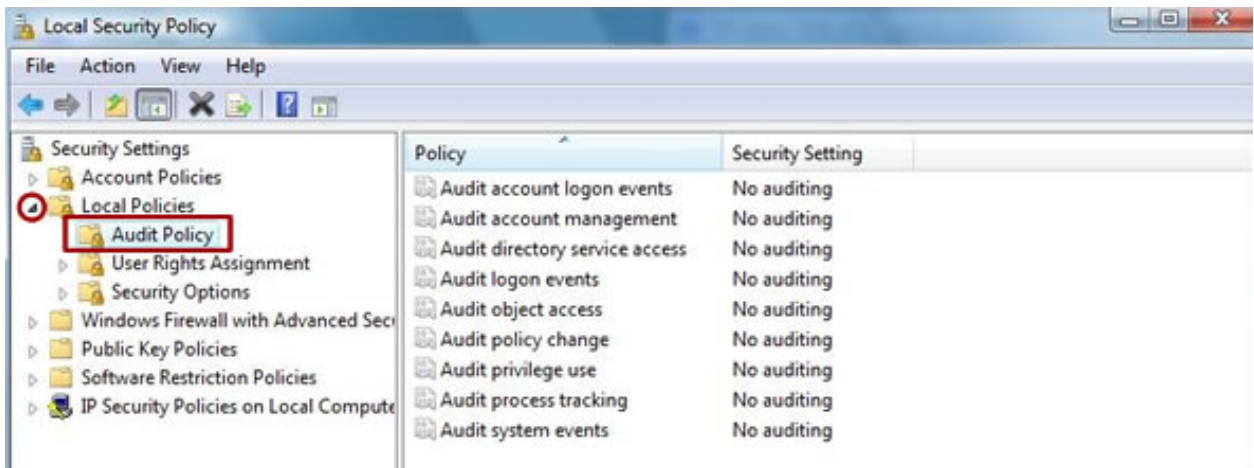 Local Security Policy
File Action View Help
Security Settings
Account Policies
Local Policies
Audit Policy
User Rights Assignment
Security Options
Windows Firewall with Advanced Sec
Public Key Policies
Software Restriction Policies
IP Security Policies on Local Compute
Policy Security Setting
Audit account logon events No auditing
Audit account management No auditing
Audit directory service access No auditing
Audit logon events No auditing
Audit object access No auditing
Audit policy change No auditing
Audit privilege use No auditing
Audit process tracking No auditing
Audit system events No auditing